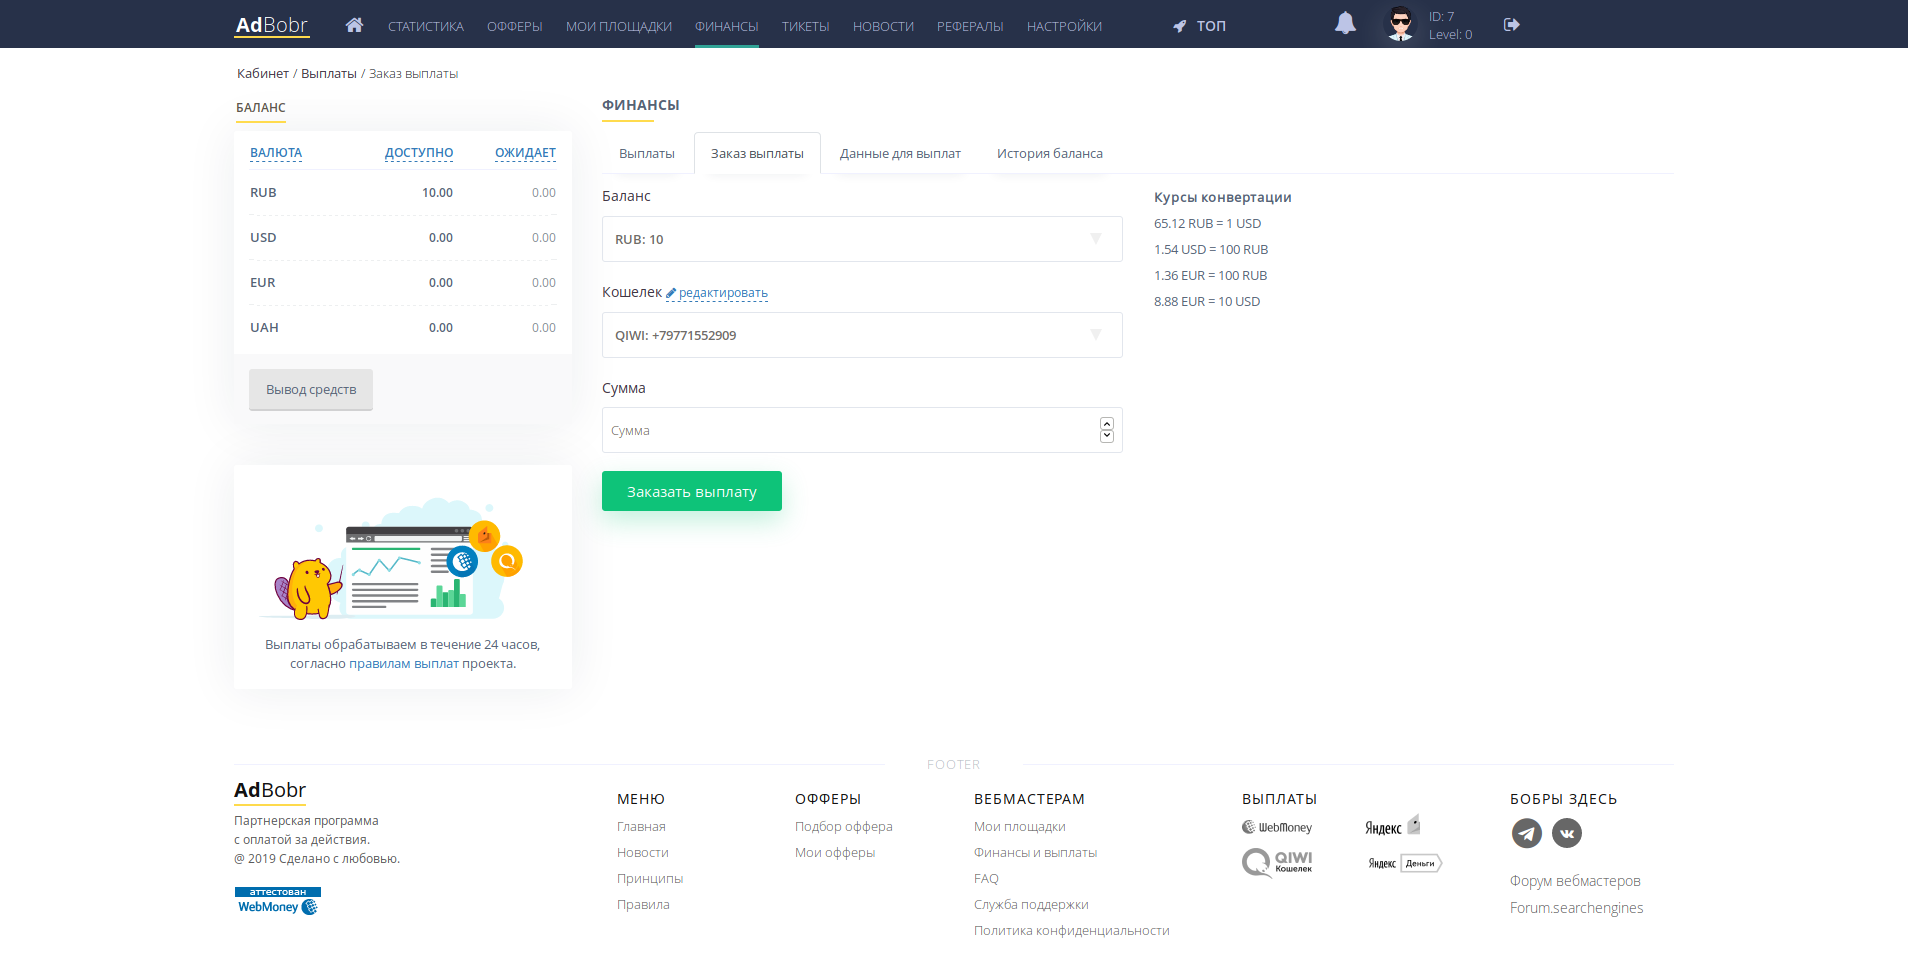 AdBobr
СТАТИСТИКА ОФФЕРЫ МОИ ПЛОЩАДКИ ФИНАНСЫ ТИКЕТЫ НОВОСТИ РЕФЕРАЛЫ НАСТРОЙКИ
ТОП
ID: 7
Level: 0
Кабинет / Выплаты / Заказ выплаты
БАЛАНС
ВАЛЮТА ДОСТУПНО ОЖИДАЕТ
RUB 10.00 0.00
USD 0.00 0.00
EUR 0.00 0.00
UAH 0.00 0.00
Вывод средств
Выплаты обрабатываем в течение 24 часов,
согласно правилам выплат проекта.
ФИНАНСЫ
Выплаты Заказ выплаты Данные для выплат История баланса
Баланс
RUB: 10
Кошелек редактировать
QIWI: +79771552909
Сумма
Сумма
Заказать выплату
Курсы конвертации
65.12 RUB = 1 USD
1.54 USD = 100 RUB
1.36 EUR = 100 RUB
8.88 EUR = 10 USD
FOOTER
AdBobr
Партнерская программа
с оплатой за действия.
@ 2019 Сделано с любовью.
аттестован
WebMoney
МЕНЮ
Главная
Новости
Принципы
Правила
ОФФЕРЫ
Подбор оффера
Мои офферы
ВЕБМАСТЕРАМ
Мои площадки
Финансы и выплаты
FAQ
Служба поддержки
Политика конфиденциальности
ВЫПЛАТЫ
WebMoney
Яндекс
QIWI
Кошелек
Яндекс Деньги
БОБРЫ ЗДЕСЬ
Форум вебмастеров
Forum.searchengines